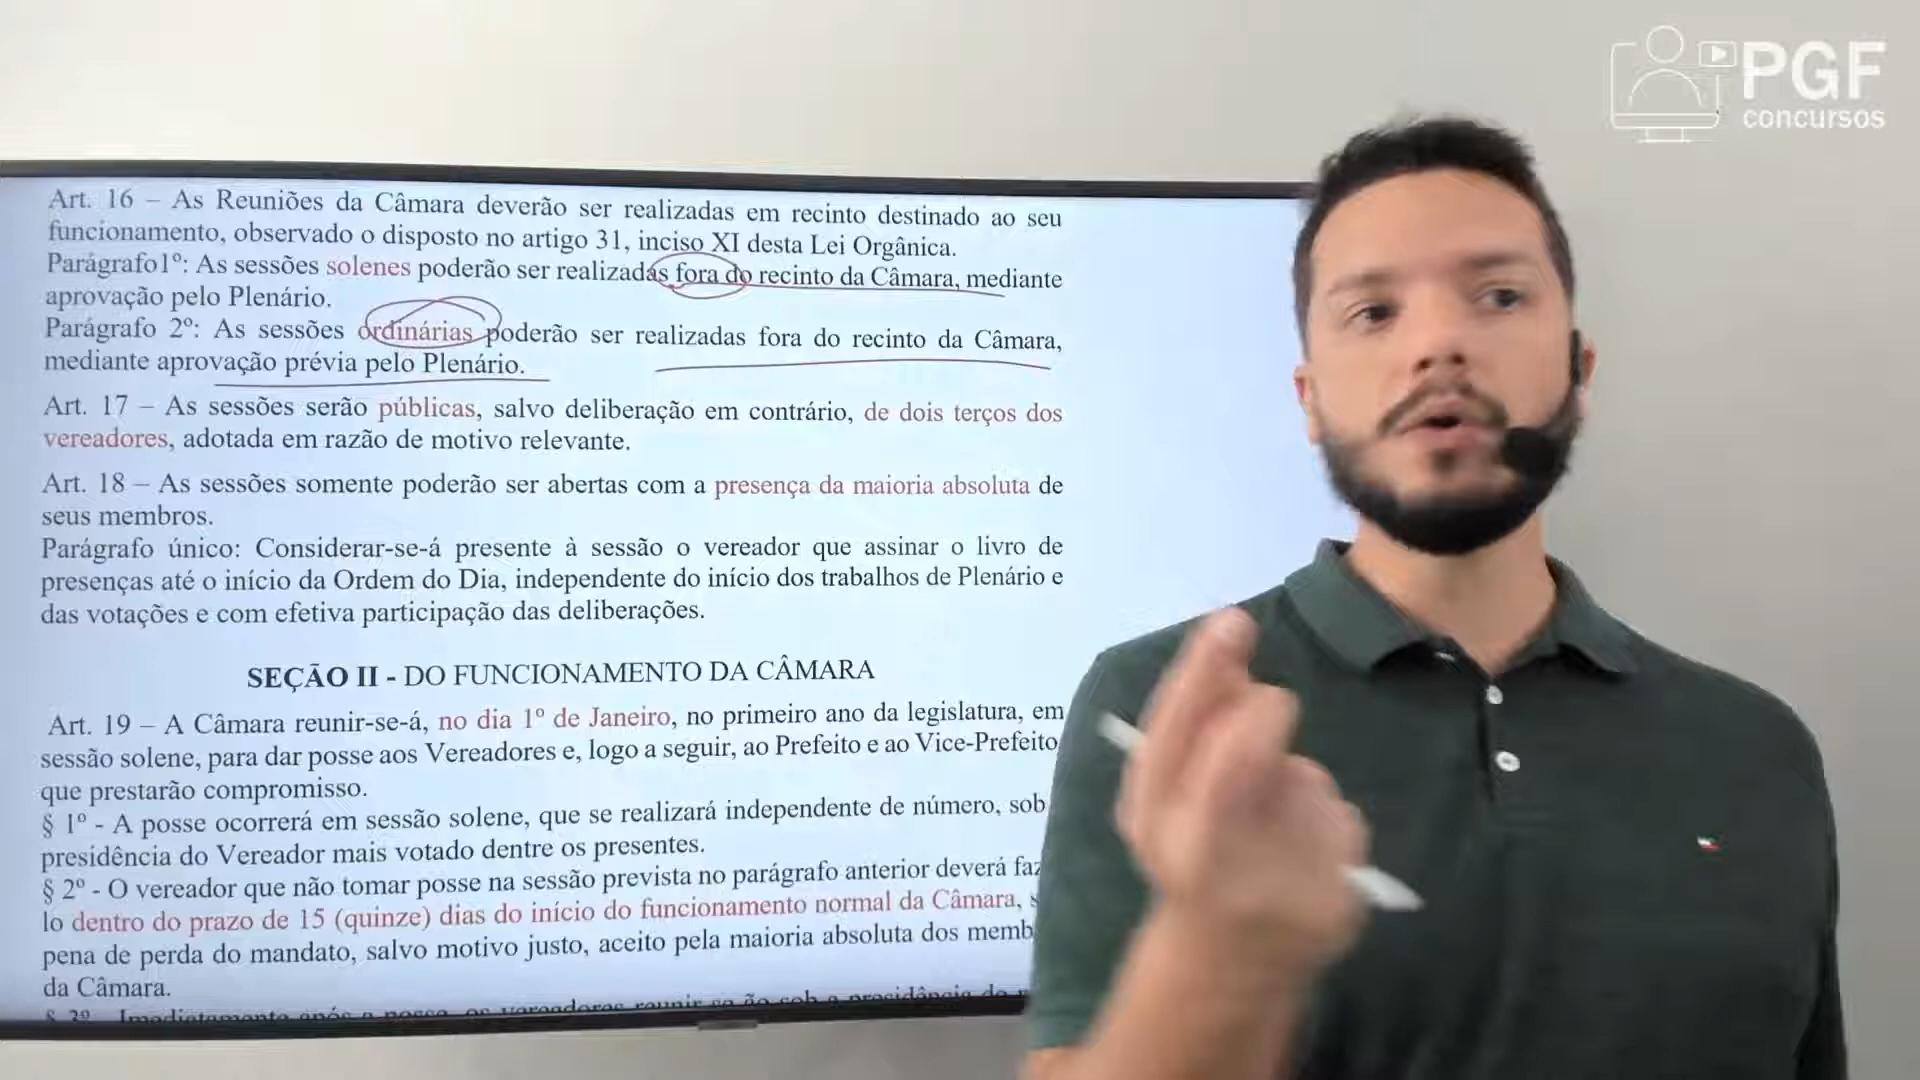 PGF
concursos
Art. 16 – As Reuniões da Câmara deverão ser realizadas em recinto destinado ao seu
funcionamento, observado o disposto no artigo 31, inciso XI desta Lei Orgânica.
Parágrafo1º: As sessões solenes poderão ser realizadas fora do recinto da Câmara, mediante
aprovação pelo Plenário.
Parágrafo 2º: As sessões ordinárias poderão ser realizadas fora do recinto da Câmara,
mediante aprovação prévia pelo Plenário.
Art. 17 – As sessões serão públicas, salvo deliberação em contrário, de dois terços dos
vereadores, adotada em razão de motivo relevante.
Art. 18 – As sessões somente poderão ser abertas com a presença da maioria absoluta de
seus membros.
Parágrafo único: Considerar-se-á presente à sessão o vereador que assinar o livro de
presenças até o início da Ordem do Dia, independente do início dos trabalhos de Plenário e
das votações e com efetiva participação das deliberações.
SEÇÃO II - DO FUNCIONAMENTO DA CÂMARA
Art. 19 – A Câmara reunir-se-á, no dia 1º de Janeiro, no primeiro ano da legislatura, em
sessão solene, para dar posse aos Vereadores e, logo a seguir, ao Prefeito e ao Vice-Prefeito
que prestarão compromisso.
§ 1º - A posse ocorrerá em sessão solene, que se realizará independente de número, sob
presidência do Vereador mais votado dentre os presentes.
§ 2º - O vereador que não tomar posse na sessão prevista no parágrafo anterior deverá faz
lo dentro do prazo de 15 (quinze) dias do início do funcionamento normal da Câmara, s
pena de perda do mandato, salvo motivo justo, aceito pela maioria absoluta dos memb
da Câmara.
§ 3º Imediatamente após a posse, os vereadores reunir-se-ão sob a presidência do